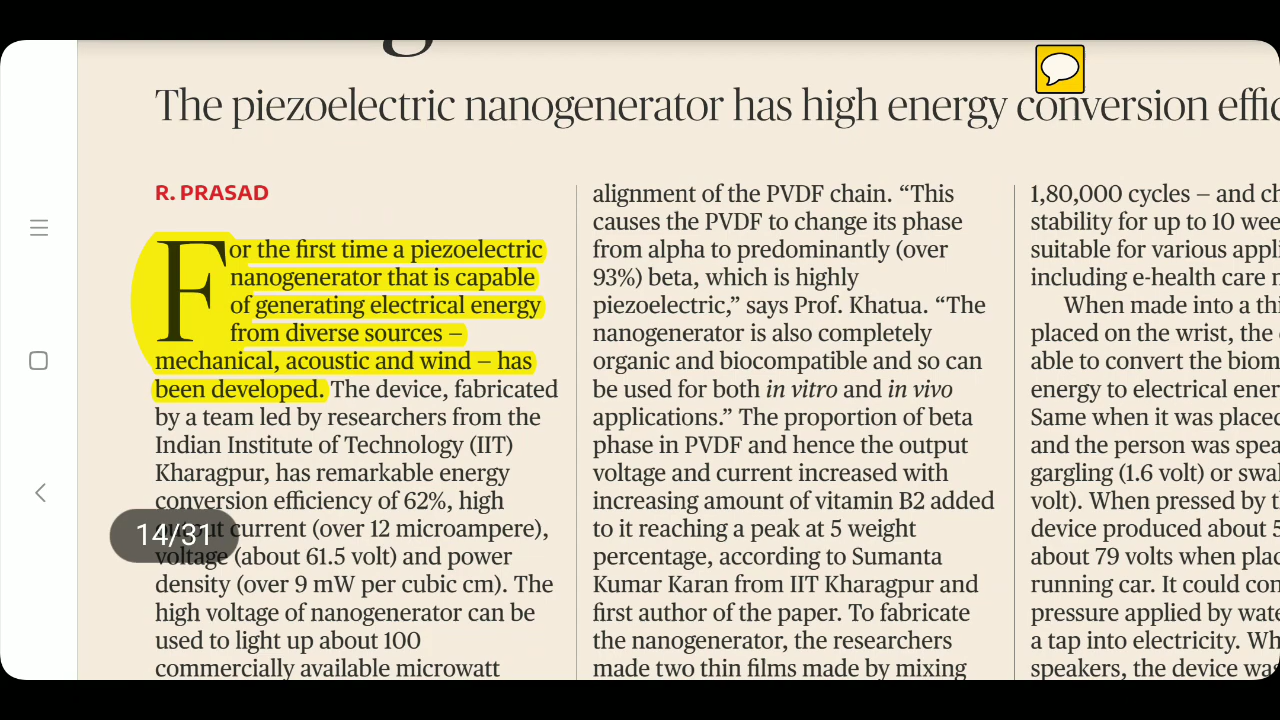 The piezoelectric nanogenerator has high energy conversion effic
R. PRASAD
For the first time a piezoelectric
nanogenerator that is capable
of generating electrical energy
from diverse sources –
mechanical, acoustic and wind – has
been developed. The device, fabricated
by a team led by researchers from the
Indian Institute of Technology (IIT)
Kharagpur, has remarkable energy
conversion efficiency of 62%, high
current (over 12 microampere),
14/31
voltage (about 61.5 volt) and power
density (over 9 mW per cubic cm). The
high voltage of nanogenerator can be
used to light up about 100
commercially available microwatt
alignment of the PVDF chain. “This
causes the PVDF to change its phase
from alpha to predominantly (over
93%) beta, which is highly
piezoelectric,” says Prof. Khatua. “The
nanogenerator is also completely
organic and biocompatible and so can
be used for both in vitro and in vivo
applications.” The proportion of beta
phase in PVDF and hence the output
voltage and current increased with
increasing amount of vitamin B2 added
to it reaching a peak at 5 weight
percentage, according to Sumanta
Kumar Karan from IIT Kharagpur and
first author of the paper. To fabricate
the nanogenerator, the researchers
made two thin films made by mixing
1,80,000 cycles – and ch
stability for up to 10 wee
suitable for various appli
including e-health care m
When made into a thi
placed on the wrist, the
able to convert the biom
energy to electrical ener
Same when it was placed
and the person was spea
gargling (1.6 volt) or swal
volt). When pressed by t
device produced about 5
about 79 volts when plac
running car. It could con
pressure applied by wate
a tap into electricity. Wh
speakers, the device was